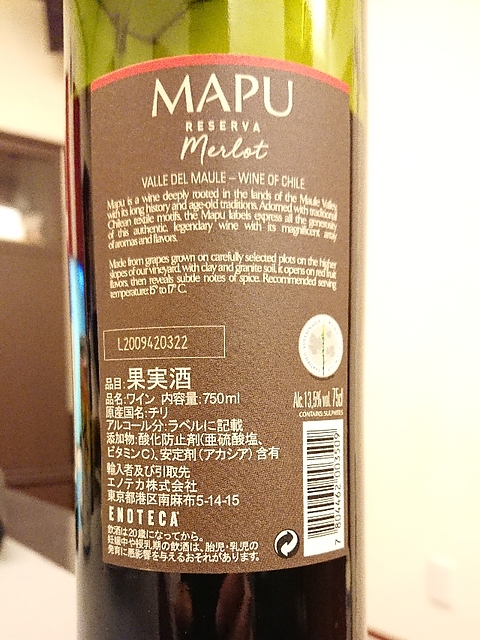 MAPU
RESERVA
Merlot
VALLE DEL MAULE – WINE OF CHILE
Mapu is a wine deeply rooted in the lands of the Maule Valley,
with its long history and age-old traditions. Adorned with traditional
Chilean textile motifs, the Mapu labels express all the generosity
of this authentic, legendary wine with its magnificent array
of aromas and flavors.
Made from grapes grown on carefully selected plots on the higher
slopes of our vineyard, with clay and granite soil, it opens on red fruit
flavors, then reveals subtle notes of spice. Recommended serving
temperature: 15° to 17° C.
L2009420322
Alc.13,5% vol. 75cl
CONTAINS SULPHITES
品目:果実酒
品名:ワイン 内容量:750ml
原産国名:チリ
アルコール分:ラベルに記載
添加物:酸化防止剤(亜硫酸塩、
ビタミンC)、安定剤(アカシア)含有
輸入者及び引取先
エノテカ株式会社
東京都港区南麻布5-14-15
ENOTECA
飲酒は20歳になってから。
妊娠中や授乳期の飲酒は、胎児・乳児の
発育に悪影響を与えるおそれがあります。
7 804462 003509